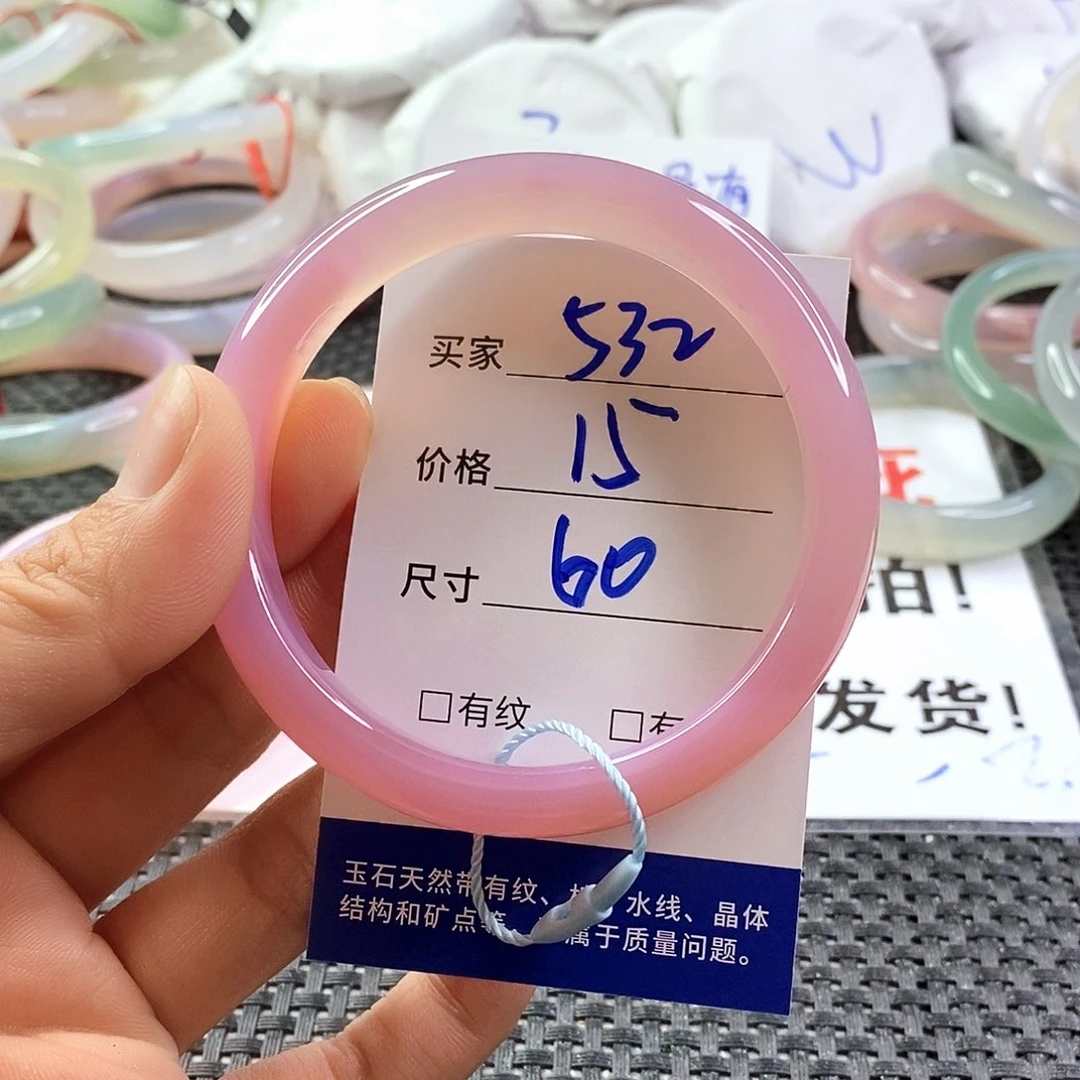 买家 532
价格 15
尺寸 60
□有纹 □有
玉石天然带有纹、 水线、晶体
结构和矿点 属于质量问题。
拍!
发货!